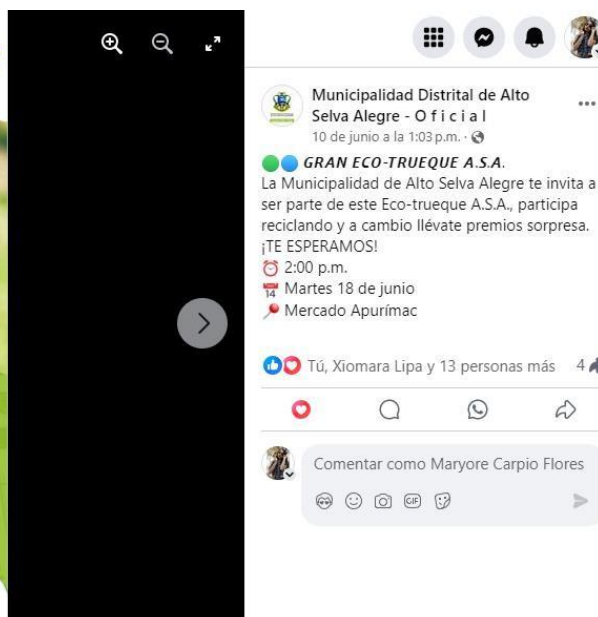 Municipalidad Distrital de Alto
Selva Alegre - O f i c i a l
10 de junio a la 1:03 p.m. ·
GRAN ECO-TRUEQUE A.S.A.
La Municipalidad de Alto Selva Alegre te invita a
ser parte de este Eco-trueque A.S.A., participa
reciclando y a cambio llévate premios sorpresa.
¡TE ESPERAMOS!
2:00 p.m.
14 Martes 18 de junio
Mercado Apurímac
Tú, Xiomara Lipa y 13 personas más 4
Comentar como Maryore Carpio Flores
GIF